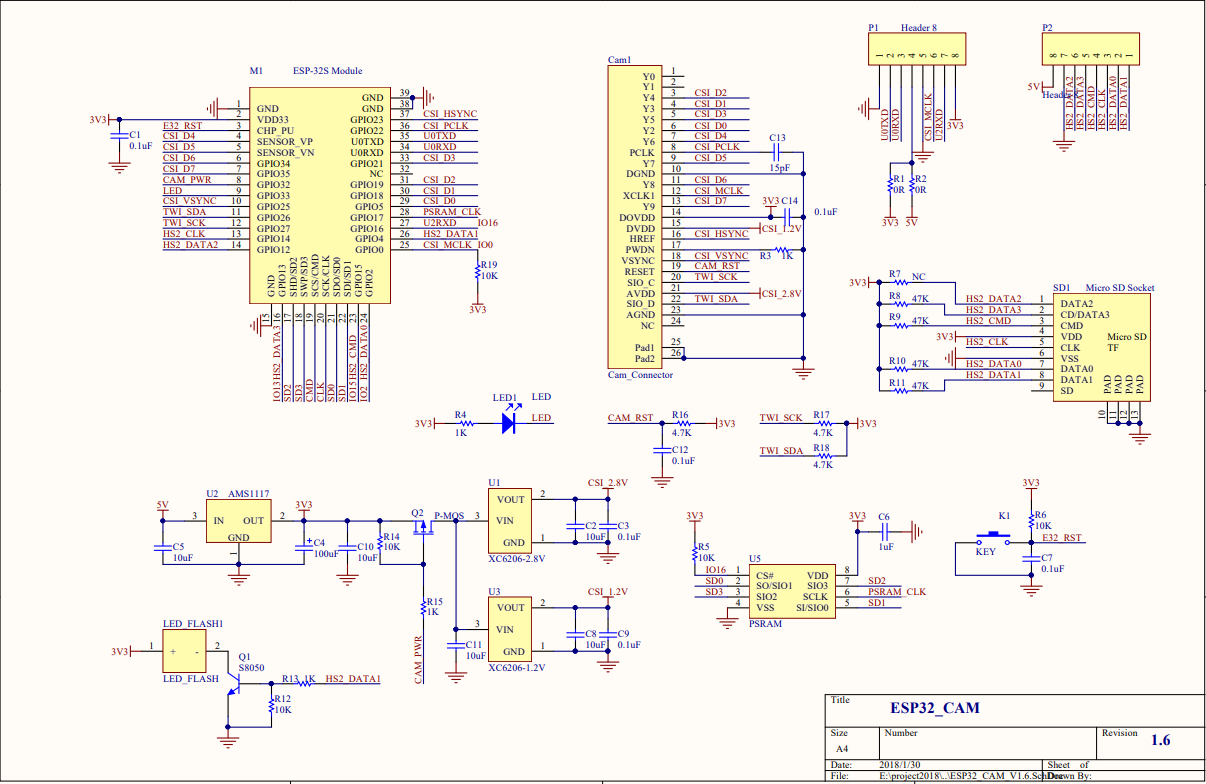 P1 Header 8
1 2 3 4 5 6 7 8
U0TXD
U0RXD
CSI_MCLK
U2RXD
3V3
R1
0R
R2
0R
3V3 5V
P2
8 7 6 5 4 3 2 1
5V
HS2_DATA2
HS2_DATA3
HS2_CMD
HS2_CLK
HS2_DATA0
HS2_DATA1
M1 ESP-32S Module
3V3
C1
0.1uF
1 GND
2 VDD33
E32_RST 3 CHP_PU
CSI_D4 4 SENSOR_VP
CSI_D5 5 SENSOR_VN
CSI_D6 6 GPIO34
CSI_D7 7 GPIO35
CAM_PWR 8 GPIO32
LED 9 GPIO33
CSI_VSYNC 10 GPIO25
TWI_SDA 11 GPIO26
TWI_SCK 12 GPIO27
HS2_CLK 13 GPIO14
HS2_DATA2 14 GPIO12
GND 39
GND 38
GPIO23 37 CSI_HSYNC
GPIO22 36 CSI_PCLK
U0TXD 35 U0TXD
U0RXD 34 U0RXD
GPIO21 33 CSI_D3
NC 32
GPIO19 31 CSI_D2
GPIO18 30 CSI_D1
GPIO5 29 CSI_D0
GPIO17 28 PSRAM_CLK
GPIO16 27 U2RXD IO16
GPIO4 26 HS2_DATA1
GPIO0 25 CSI_MCLK IO0
R19
10K
3V3
GND 15
GPIO13 16 IO13 HS2_DATA3
SHD/SD2 17 SD2
SWP/SD3 18 SD3
SCS/CMD 19 CMD
SCK/CLK 20 CLK
SDO/SD0 21 SD0
SDI/SD1 22 SD1
GPIO15 23 IO15 HS2_CMD
GPIO2 24 IO2 HS2_DATA0
Cam1
Y0 1
Y1 2
Y4 3 CSI_D2
Y3 4 CSI_D1
Y5 5 CSI_D3
Y2 6 CSI_D0
Y6 7 CSI_D4
PCLK 8 CSI_PCLK
Y7 9 CSI_D5
DGND 10
Y8 11 CSI_D6
XCLK1 12 CSI_MCLK
Y9 13 CSI_D7
DOVDD 14
DVDD 15 CSI_1.2V
HREF 16 CSI_HSYNC
PWDN 17
VSYNC 18 CSI_VSYNC
RESET 19 CAM_RST
SIO_C 20 TWI_SCK
AVDD 21 CSI_2.8V
SIO_D 22 TWI_SDA
AGND 23
NC 24
Pad1 25
Pad2 26
Cam_Connector
C13
15pF
3V3 C14
0.1uF
R3 1K
3V3
R7 NC
R8 47K
R9 47K
R10 47K
R11 47K
3V3
SD1 Micro SD Socket
HS2_DATA2 1 DATA2
HS2_DATA3 2 CD/DATA3
HS2_CMD 3 CMD
4 VDD
HS2_CLK 5 CLK
6 VSS
HS2_DATA0 7 DATA0
HS2_DATA1 8 DATA1
9 SD
Micro SD
TF
PAD PAD PAD PAD
10 11 12 13
LED1 LED
3V3 R4 1K LED
CAM_RST R16 4.7K 3V3
C12
0.1uF
TWI_SCK R17 4.7K 3V3
TWI_SDA R18 4.7K
5V U2 AMS1117 3V3
3 IN OUT 2
GND
1
C5
10uF
C4
100uF
C10
10uF
R14
10K
Q2 P-MOS
R15
1K
CAM_PWR
C11
10uF
U1
VOUT 2
3 VIN
GND 1
XC6206-2.8V
CSI_2.8V
C2
10uF
C3
0.1uF
U3
VOUT 2
3 VIN
GND 1
XC6206-1.2V
CSI_1.2V
C8
10uF
C9
0.1uF
3V3
R5
10K
U5
IO16 1 CS#
SD0 2 SO/SIO1
SD3 3 SIO2
4 VSS
VDD 8
SIO3 7 SD2
SCLK 6 PSRAM_CLK
SI/SIO0 5 SD1
PSRAM
3V3
C6
1uF
3V3
R6
10K
K1
KEY
E32_RST
C7
0.1uF
LED_FLASH1
3V3 1 + - 2
LED_FLASH
Q1
S8050
R13 1K HS2_DATA1
R12
10K
Title
ESP32_CAM
Size
A4
Number
Revision
1.6
Date: 2018/1/30 Sheet of
File: E:\project2018\..\ESP32_CAM_V1.6.Sch Drawn By: